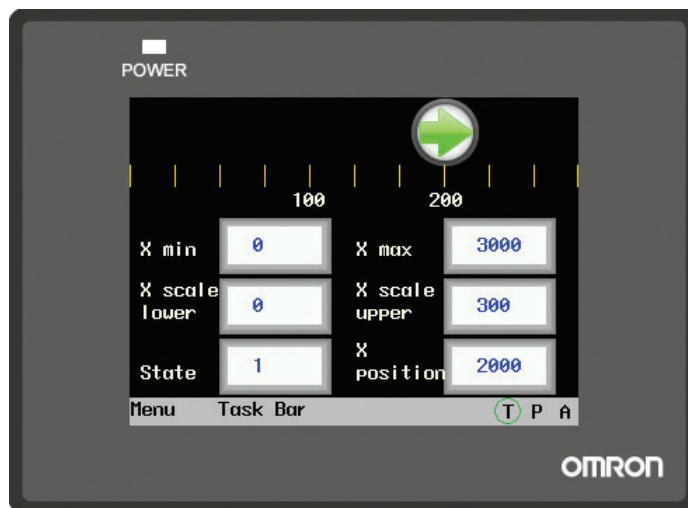 POWER
100 200
X min 0 X max 3000
X scale lower 0 X scale upper 300
State 1 X position 2000
Menu Task Bar T P A
OMRON